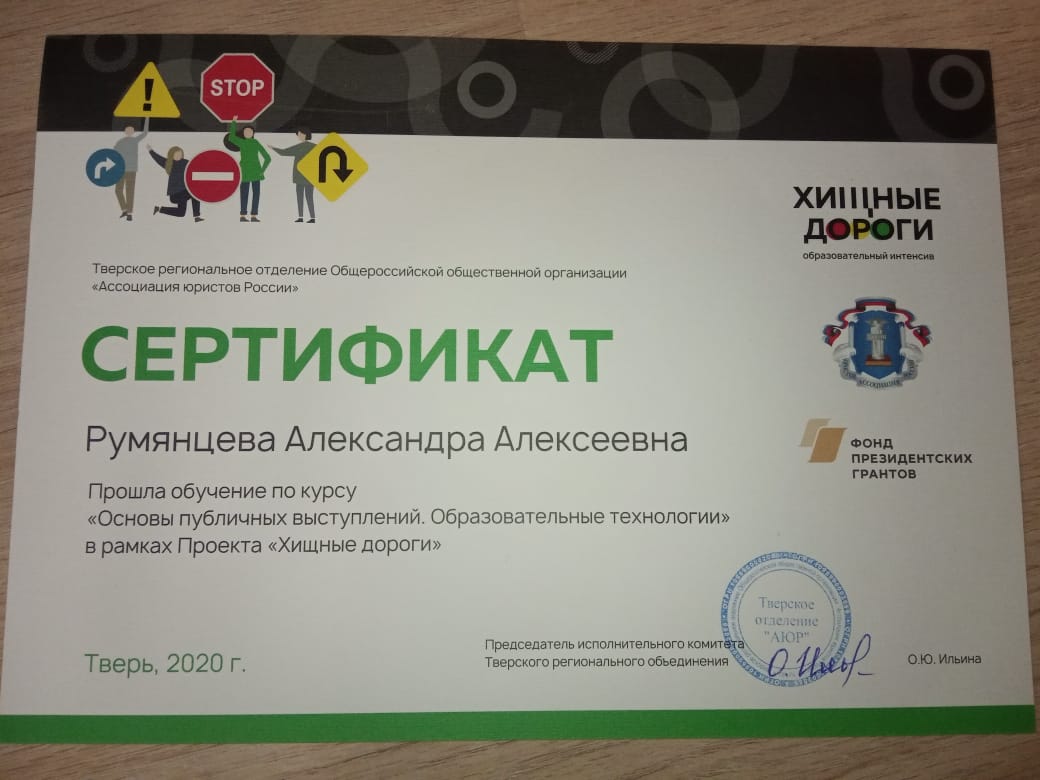 STOP
ХИЩНЫЕ
ДОРОГИ
образовательный интенсив
Тверское региональное отделение Общероссийской общественной организации
«Ассоциация юристов России»
СЕРТИФИКАТ
Румянцева Александра Алексеевна
ФОНД
ПРЕЗИДЕНТСКИХ
ГРАНТОВ
Прошла обучение по курсу
«Основы публичных выступлений. Образовательные технологии»
в рамках Проекта «Хищные дороги»
Тверское
отделение
"АЮР"
Председатель исполнительного комитета
Тверского регионального объединения
О.Ю. Ильина
Тверь, 2020 г.